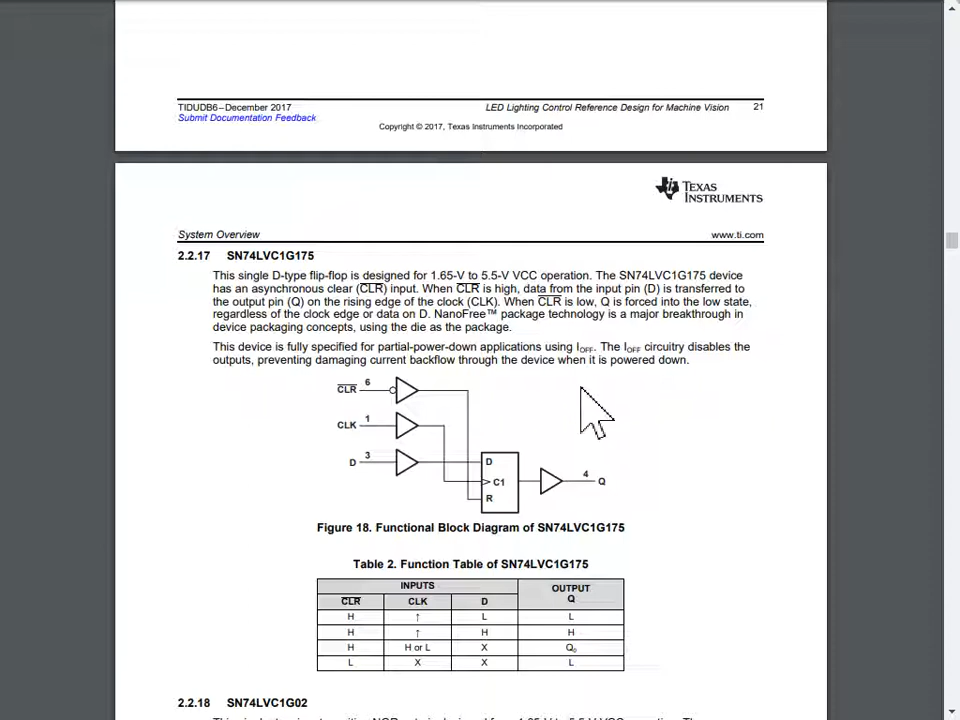 TIDUDB6–December 2017 LED Lighting Control Reference Design for Machine Vision 21
Submit Documentation Feedback
Copyright © 2017, Texas Instruments Incorporated
TEXAS
INSTRUMENTS
System Overview www.ti.com
2.2.17 SN74LVC1G175
This single D-type flip-flop is designed for 1.65-V to 5.5-V VCC operation. The SN74LVC1G175 device
has an asynchronous clear (CLR) input. When CLR is high, data from the input pin (D) is transferred to
the output pin (Q) on the rising edge of the clock (CLK). When CLR is low, Q is forced into the low state,
regardless of the clock edge or data on D. NanoFree™ package technology is a major breakthrough in
device packaging concepts, using the die as the package.
This device is fully specified for partial-power-down applications using IOFF. The IOFF circuitry disables the
outputs, preventing damaging current backflow through the device when it is powered down.
CLR 6
CLK 1
D 3
D
C1
R
4 Q
Figure 18. Functional Block Diagram of SN74LVC1G175
Table 2. Function Table of SN74LVC1G175
INPUTS OUTPUT
CLR CLK D Q
H ↑ L L
H ↑ H H
H H or L X Q0
L X X L
2.2.18 SN74LVC1G02